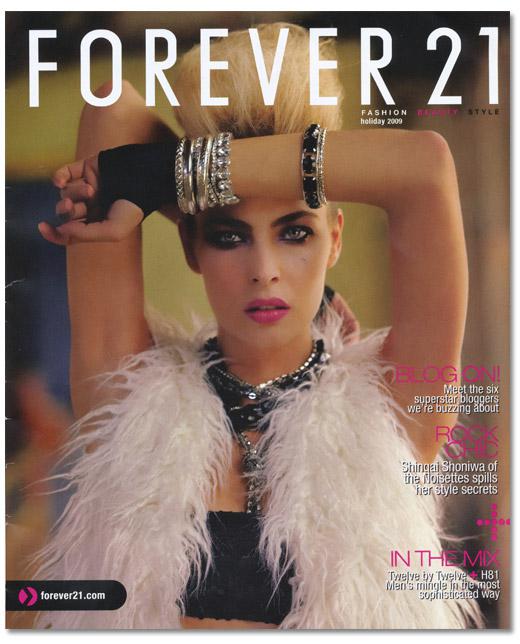 FOREVER 21
FASHION BEAUTY STYLE
holiday 2009
BLOG ON!
Meet the six
superstar bloggers
we're buzzing about
ROCK
CHIC
Shingai Shoniwa of
the Noisettes spills
her style secrets
IN THE MIX
Twelve by Twelve + H81
Men's mingle in the most
sophisticated way
forever21.com